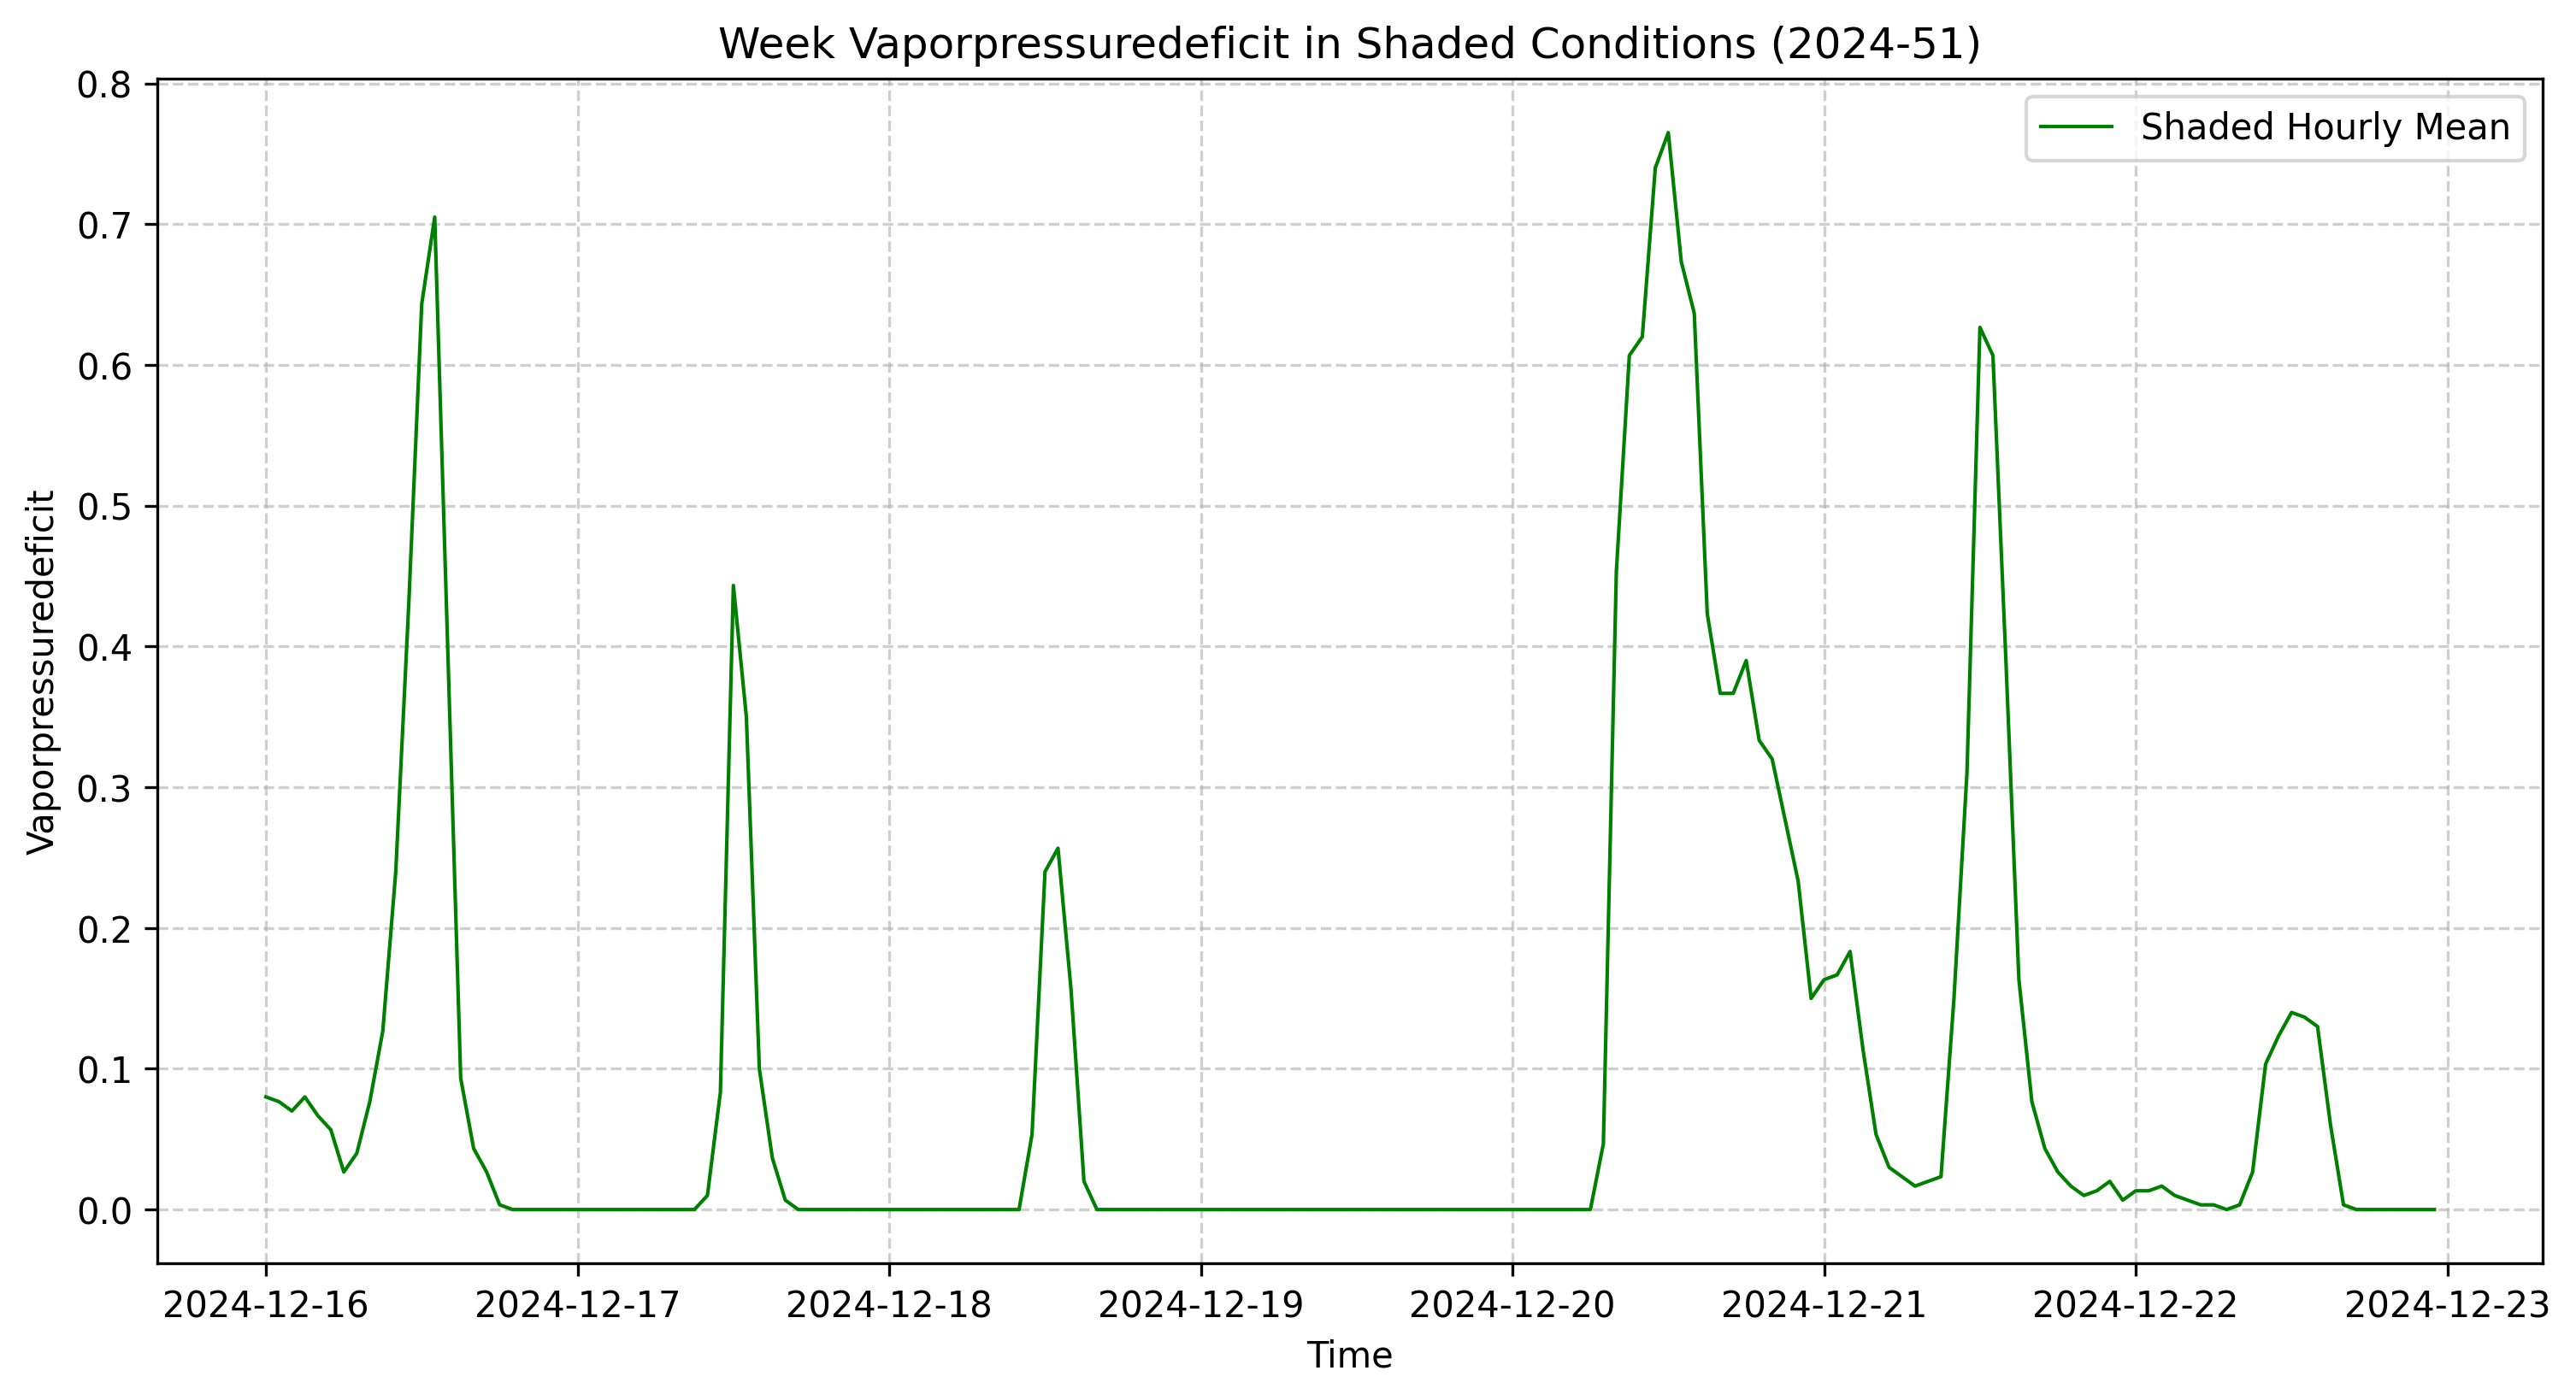 Week Vaporpressuredeficit in Shaded Conditions (2024-51)
Shaded Hourly Mean
Vaporpressuredeficit
0.8
0.7
0.6
0.5
0.4
0.3
0.2
0.1
0.0
2024-12-16 2024-12-17 2024-12-18 2024-12-19 2024-12-20 2024-12-21 2024-12-22 2024-12-23
Time